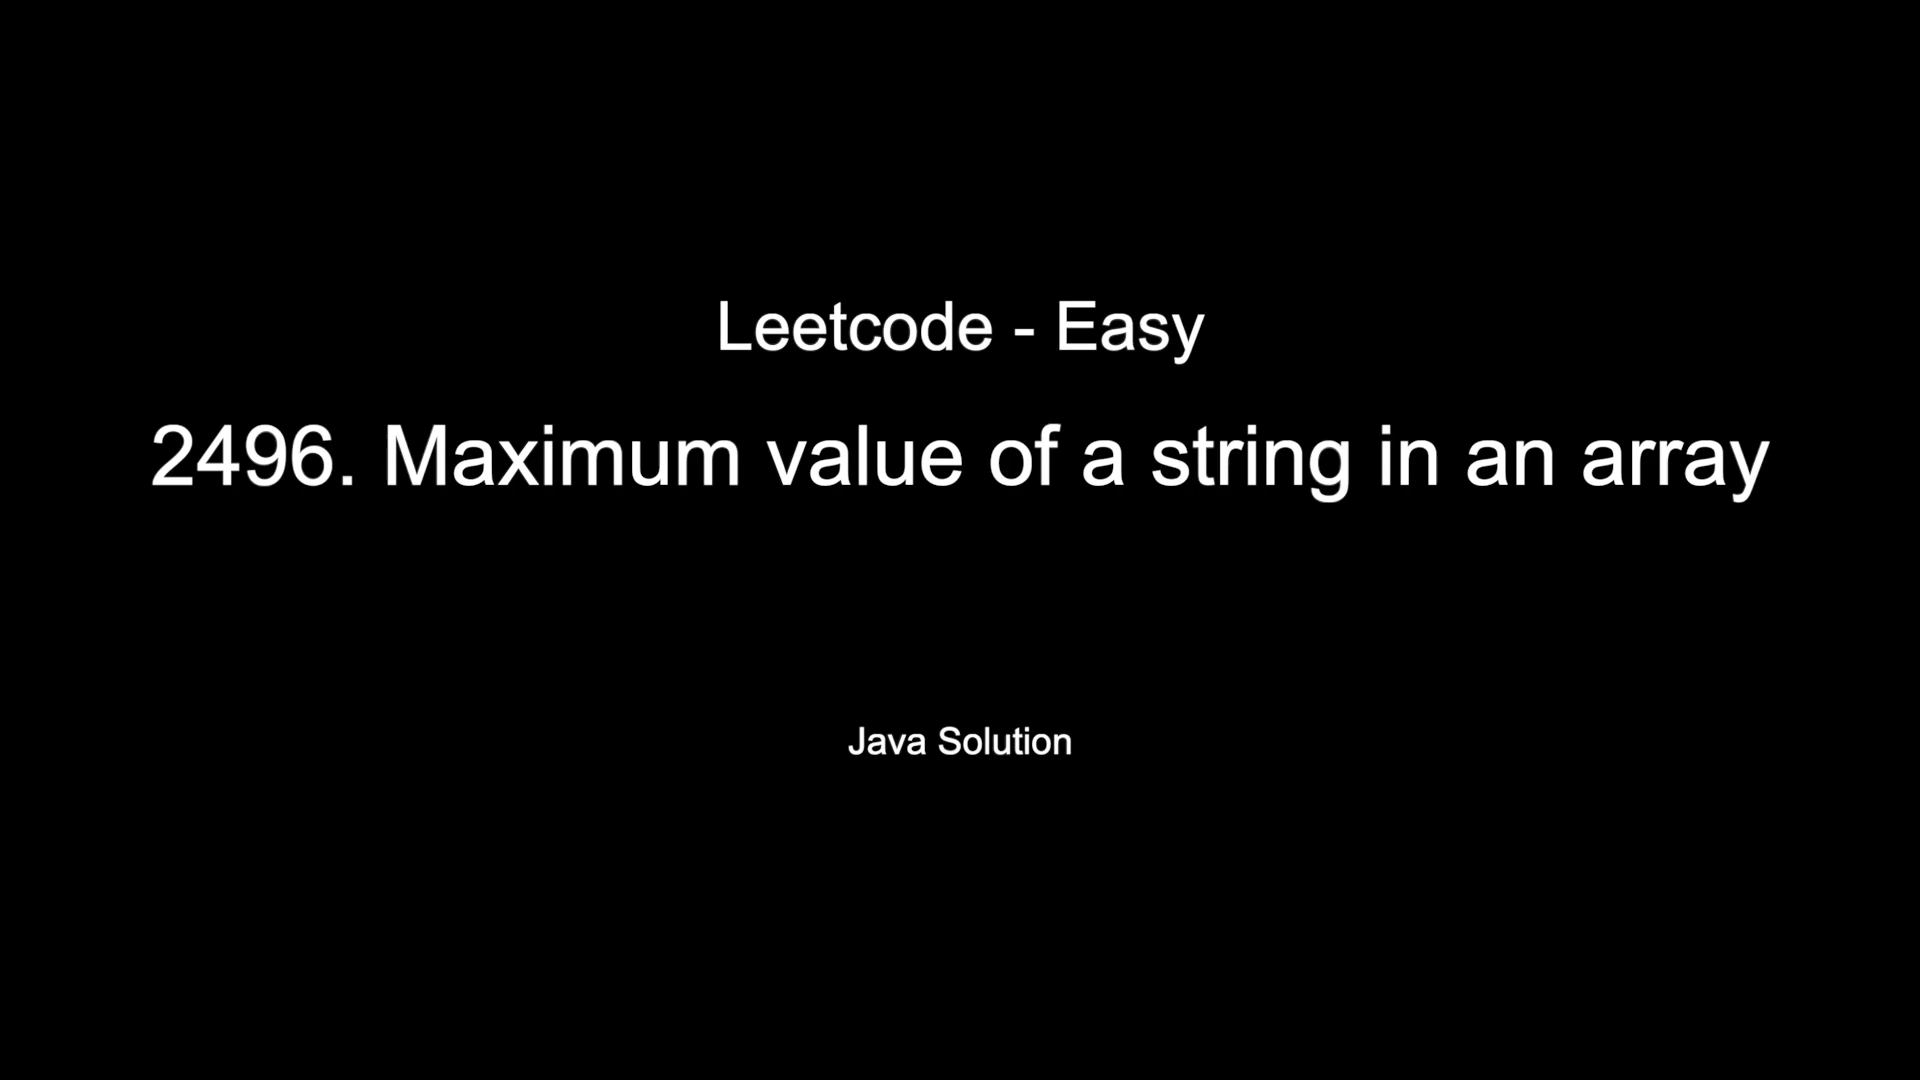 Leetcode - Easy
2496. Maximum value of a string in an array
Java Solution